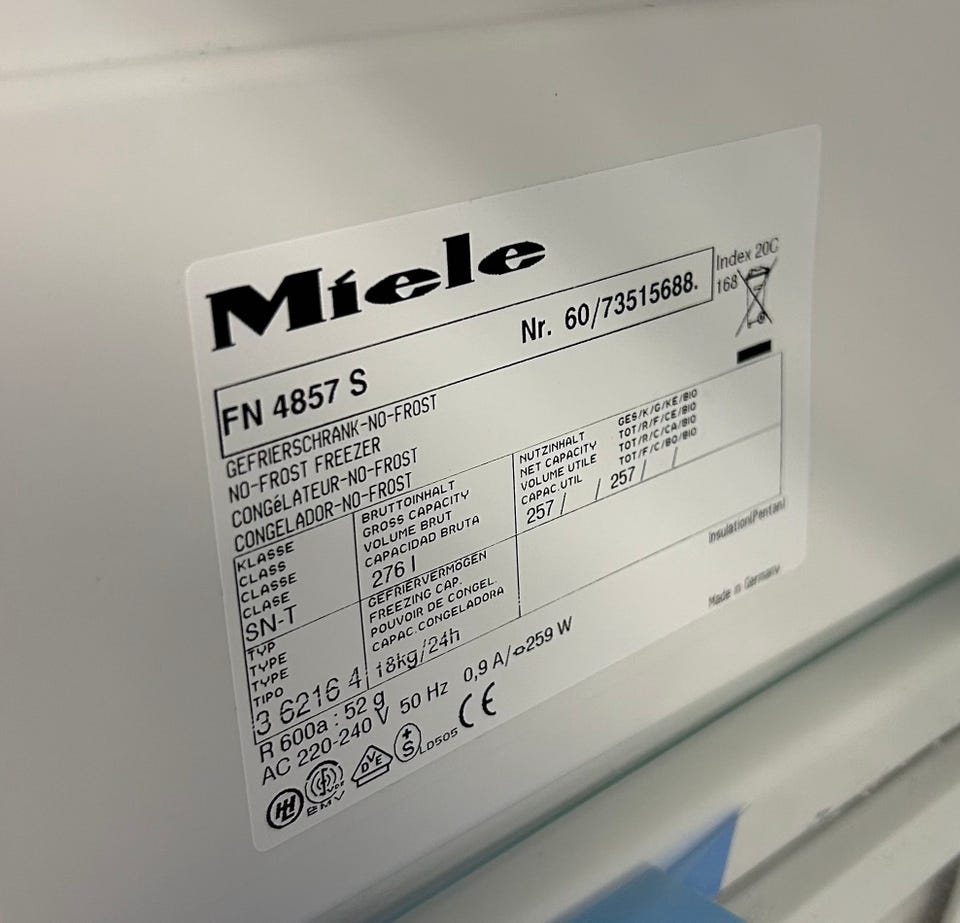 Miele
Index 20C
168
FN 4857 S Nr. 60/73515688.
GEFRIERSCHRANK-NO-FROST
NO-FROST FREEZER
CONGéLATEUR-NO-FROST
CONGELADOR-NO-FROST
KLASSE
CLASS
CLASSE
CLASE
SN-T
BRUTTOINHALT
GROSS CAPACITY
VOLUME BRUT
CAPACIDAD BRUTA
276 l
NUTZINHALT
NET CAPACITY
VOLUME UTILE
CAPAC.UTIL
GES/K/G/KE/BIO
TOT/R/F/CE/BIO
TOT/R/C/CA/BIO
TOT/F/C/BO/BIO
257 / / 257 / /
TYP
TYPE
TYPE
TIPO
3 6216 4
GEFRIERVERMÖGEN
FREEZING CAP.
POUVOIR DE CONGEL.
CAPAC.CONGELADORA
18kg/24h
Insulation(Pentan)
R 600a : 52 g
AC 220-240 V 50 Hz 0,9 A/ 259 W
Made in Germany
VDE
EMV
DVE
+S
LD505
CE